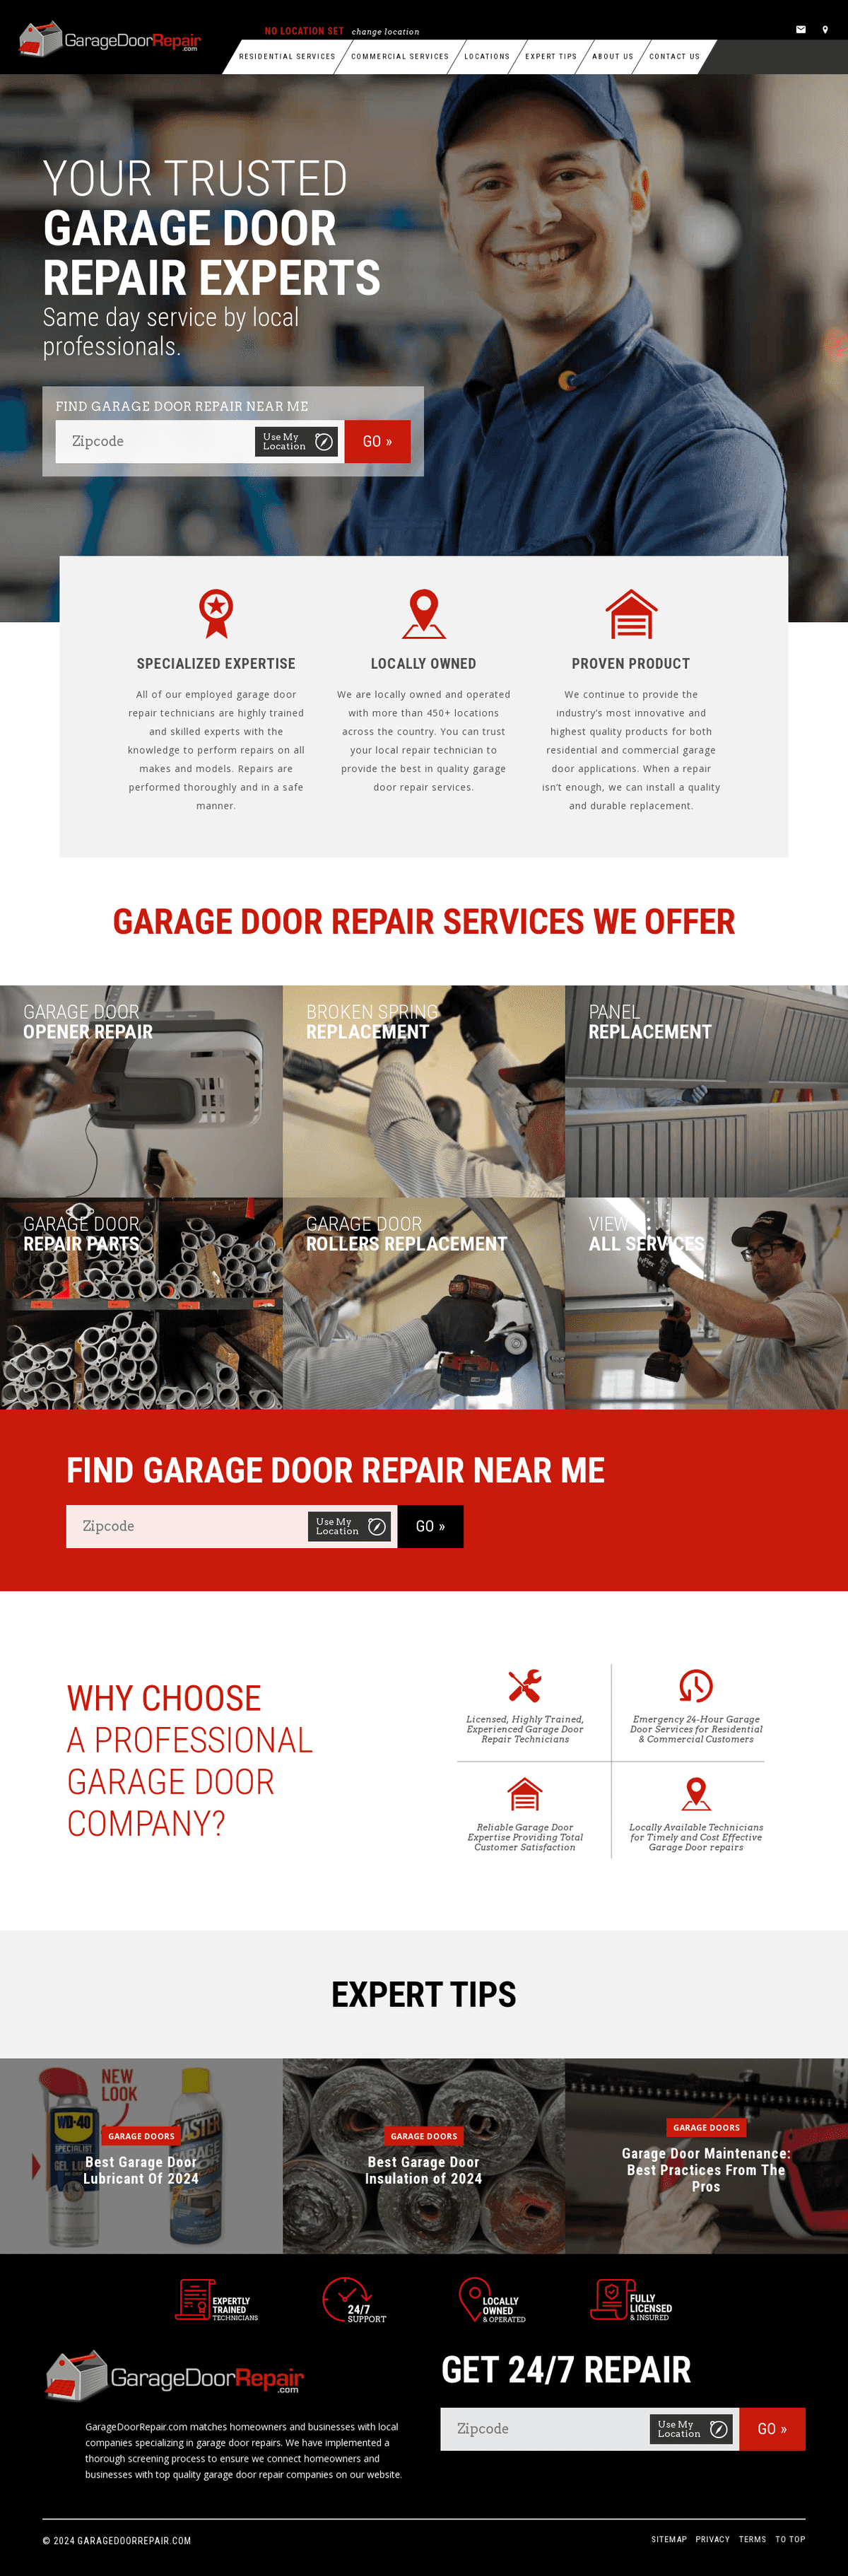 GarageDoorRepair
.com
NO LOCATION SET change location
RESIDENTIAL SERVICES COMMERCIAL SERVICES LOCATIONS EXPERT TIPS ABOUT US CONTACT US
YOUR TRUSTED
GARAGE DOOR
REPAIR EXPERTS
Same day service by local
professionals.
FIND GARAGE DOOR REPAIR NEAR ME
Zipcode
Use My
Location
GO »
SPECIALIZED EXPERTISE
All of our employed garage door
repair technicians are highly trained
and skilled experts with the
knowledge to perform repairs on all
makes and models. Repairs are
performed thoroughly and in a safe
manner.
LOCALLY OWNED
We are locally owned and operated
with more than 450+ locations
across the country. You can trust
your local repair technician to
provide the best in quality garage
door repair services.
PROVEN PRODUCT
We continue to provide the
industry's most innovative and
highest quality products for both
residential and commercial garage
door applications. When a repair
isn't enough, we can install a quality
and durable replacement.
GARAGE DOOR REPAIR SERVICES WE OFFER
GARAGE DOOR
OPENER REPAIR
BROKEN SPRING
REPLACEMENT
PANEL
REPLACEMENT
GARAGE DOOR
REPAIR PARTS
GARAGE DOOR
ROLLERS REPLACEMENT
VIEW
ALL SERVICES
FIND GARAGE DOOR REPAIR NEAR ME
Zipcode
Use My
Location
GO »
WHY CHOOSE
A PROFESSIONAL
GARAGE DOOR
COMPANY?
Licensed, Highly Trained,
Experienced Garage Door
Repair Technicians
Emergency 24-Hour Garage
Door Services for Residential
& Commercial Customers
Reliable Garage Door
Expertise Providing Total
Customer Satisfaction
Locally Available Technicians
for Timely and Cost Effective
Garage Door repairs
EXPERT TIPS
NEW
LOOK
WD-40
SPECIALIST
GEL LUBE
GARAGE DOORS
Best Garage Door
Lubricant Of 2024
GARAGE DOORS
Best Garage Door
Insulation of 2024
GARAGE DOORS
Garage Door Maintenance:
Best Practices From The
Pros
EXPERTLY
TRAINED
TECHNICIANS
24/7
SUPPORT
LOCALLY
OWNED
& OPERATED
FULLY
LICENSED
& INSURED
GarageDoorRepair
.com
GarageDoorRepair.com matches homeowners and businesses with local
companies specializing in garage door repairs. We have implemented a
thorough screening process to ensure we connect homeowners and
businesses with top quality garage door repair companies on our website.
GET 24/7 REPAIR
Zipcode
Use My
Location
GO »
© 2024 GARAGEDOORREPAIR.COM
SITEMAP PRIVACY TERMS TO TOP